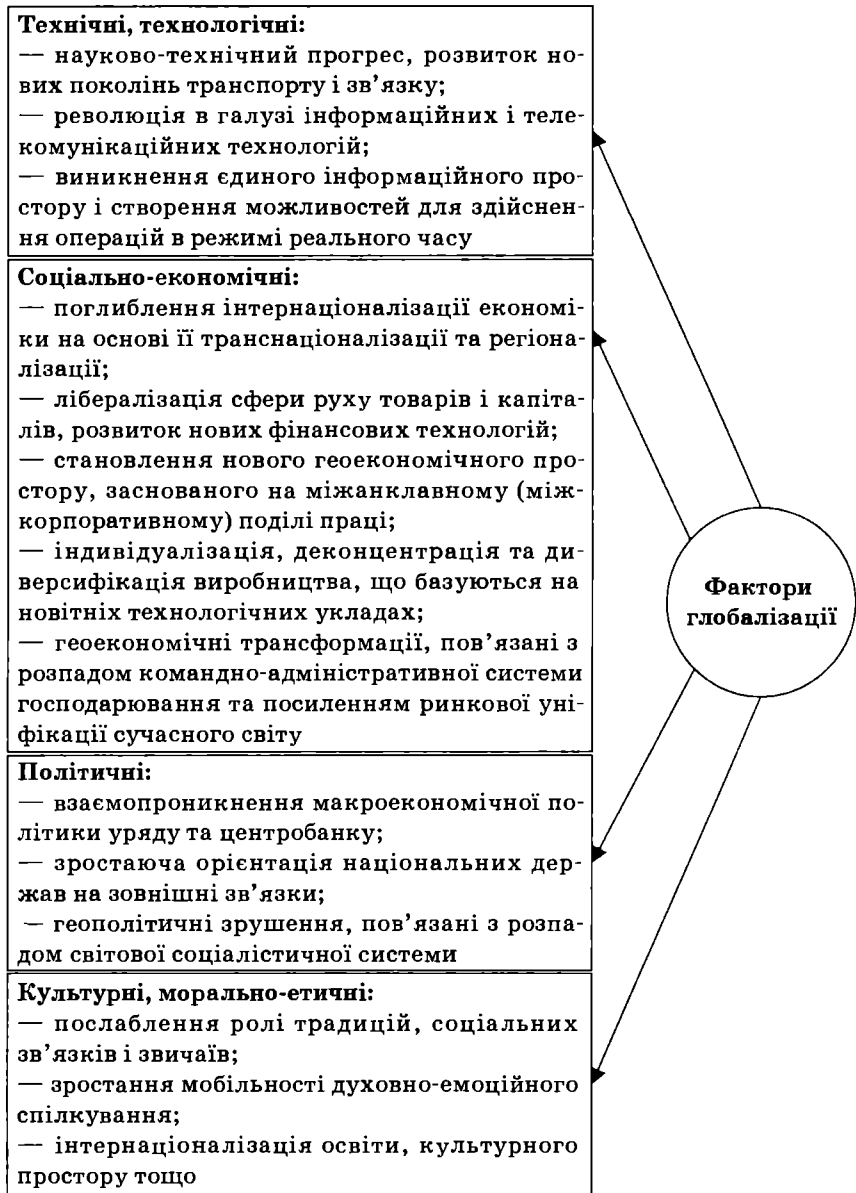 Технічні, технологічні:
— науково-технічний прогрес, розвиток но-
вих поколінь транспорту і зв’язку;
— революція в галузі інформаційних і теле-
комунікаційних технологій;
— виникнення єдиного інформаційного про-
стору і створення можливостей для здійснен-
ня операцій в режимі реального часу
Соціально-економічні:
— поглиблення інтернаціоналізації економі-
ки на основі її транснаціоналізації та регіона-
лізації;
— лібералізація сфери руху товарів і капіта-
лів, розвиток нових фінансових технологій;
— становлення нового геоекономічного про-
стору, заснованого на міжанклавному (між-
корпоративному) поділі праці;
— індивідуалізація, деконцентрація та ди-
версифікація виробництва, що базуються на
новітніх технологічних укладах;
— геоекономічні трансформації, пов’язані з
розпадом командно-адміністративної системи
господарювання та посиленням ринкової уні-
фікації сучасного світу
Політичні:
— взаємопроникнення макроекономічної по-
літики уряду та центробанку;
— зростаюча орієнтація національних дер-
жав на зовнішні зв’язки;
— геополітичні зрушення, пов’язані з розпа-
дом світової соціалістичної системи
Культурні, морально-етичні:
— послаблення ролі традицій, соціальних
зв’язків і звичаїв;
— зростання мобільності духовно-емоційного
спілкування;
— інтернаціоналізація освіти, культурного
простору тощо
Фактори
глобалізації